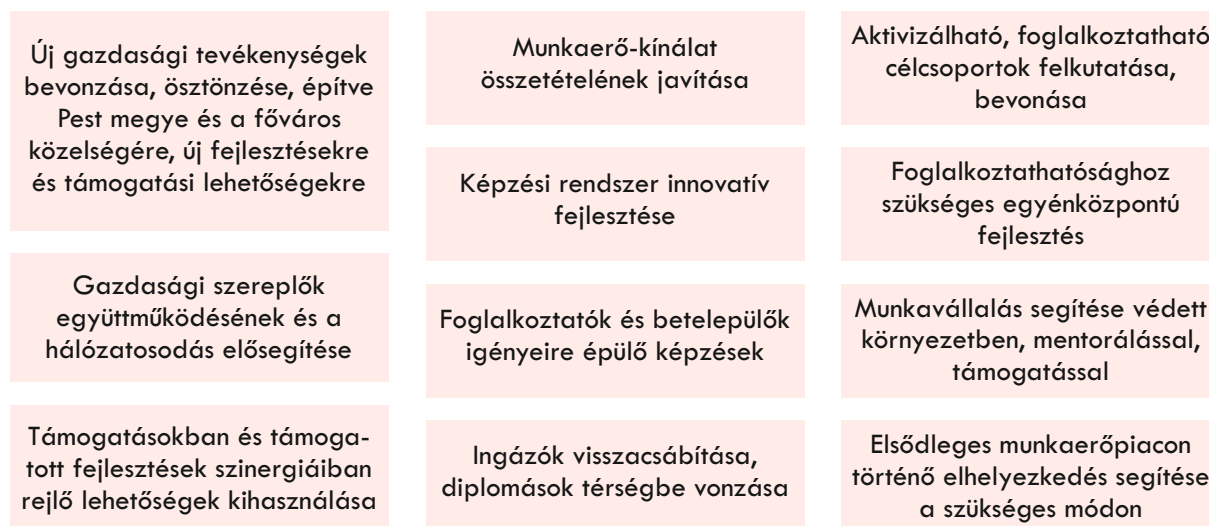 Új gazdasági tevékenységek
bevonzása, ösztönzése, építve
Pest megye és a főváros
közelségére, új fejlesztésekre
és támogatási lehetőségekre
Gazdasági szereplők
együttműködésének és a
hálózatosodás elősegítése
Támogatásokban és támoga-
tott fejlesztések szinergiáiban
rejlő lehetőségek kihasználása
Munkaerő-kínálat
összetételének javítása
Képzési rendszer innovatív
fejlesztése
Foglalkoztatók és betelepülők
igényeire épülő képzések
Ingázók visszacsábítása,
diplomások térségbe vonzása
Aktivizálható, foglalkoztatható
célcsoportok felkutatása,
bevonása
Foglalkoztathatósághoz
szükséges egyénközpontú
fejlesztés
Munkavállalás segítése védett
környezetben, mentorálással,
támogatással
Elsődleges munkaerőpiacon
történő elhelyezkedés segítése
a szükséges módon